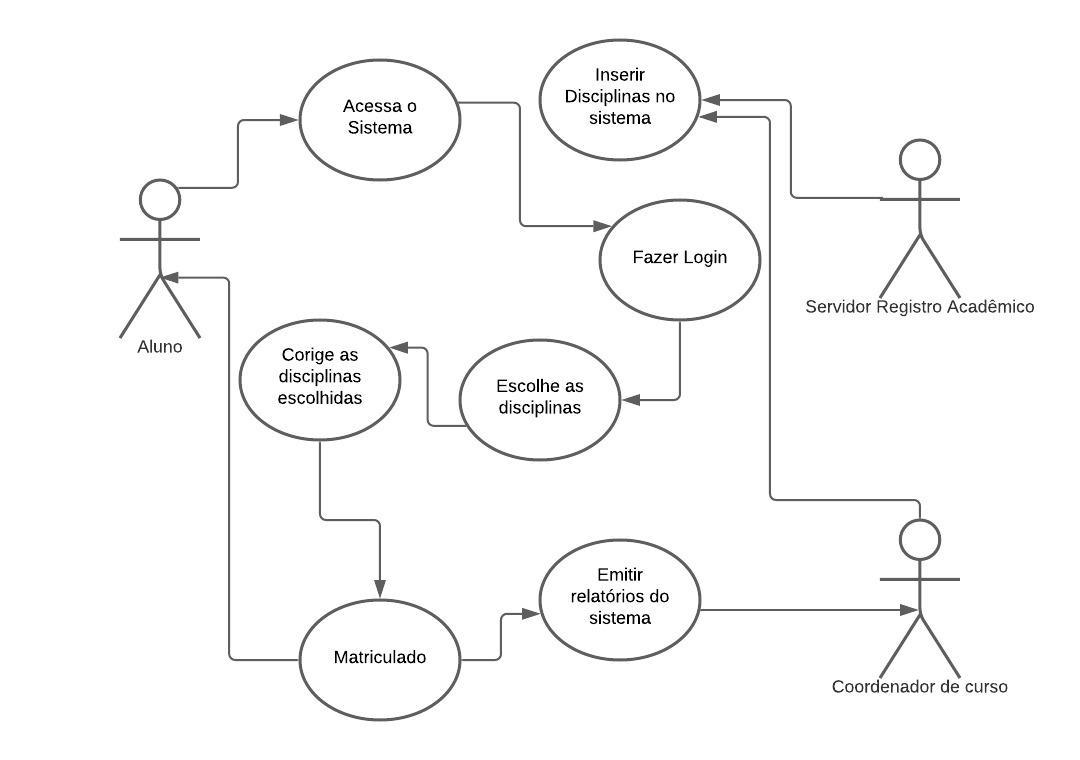 Acessa o
Sistema
Inserir
Disciplinas no
sistema
Fazer Login
Servidor Registro Acadêmico
Aluno
Corige as
disciplinas
escolhidas
Escolhe as
disciplinas
Emitir
relatórios do
sistema
Matriculado
Coordenador de curso